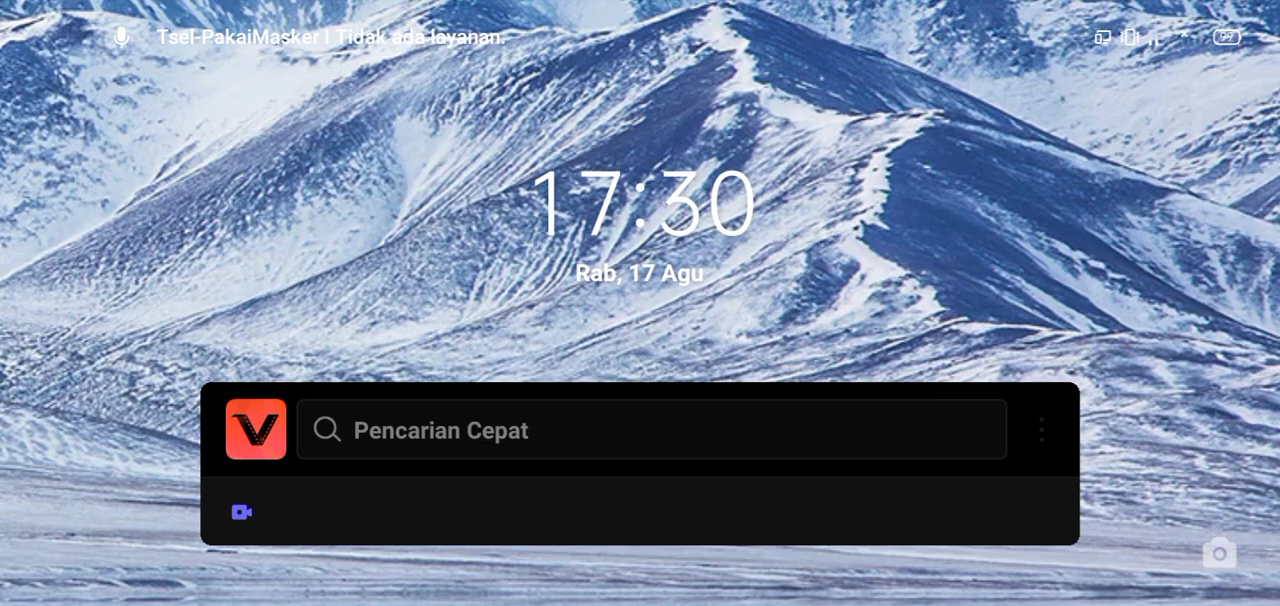 Tsel-PakaiMasker | Tidak ada layanan.
99
17:30
Rab, 17 Agu
Pencarian Cepat